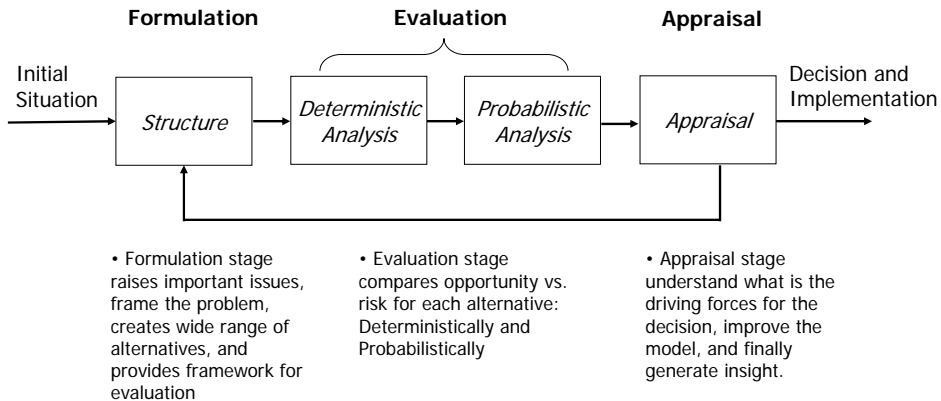 Formulation
Evaluation
Appraisal
Initial
Situation
Structure
Deterministic
Analysis
Probabilistic
Analysis
Appraisal
Decision and
Implementation
• Formulation stage
raises important issues,
frame the problem,
creates wide range of
alternatives, and
provides framework for
evaluation
• Evaluation stage
compares opportunity vs.
risk for each alternative:
Deterministically and
Probabilistically
• Appraisal stage
understand what is the
driving forces for the
decision, improve the
model, and finally
generate insight.